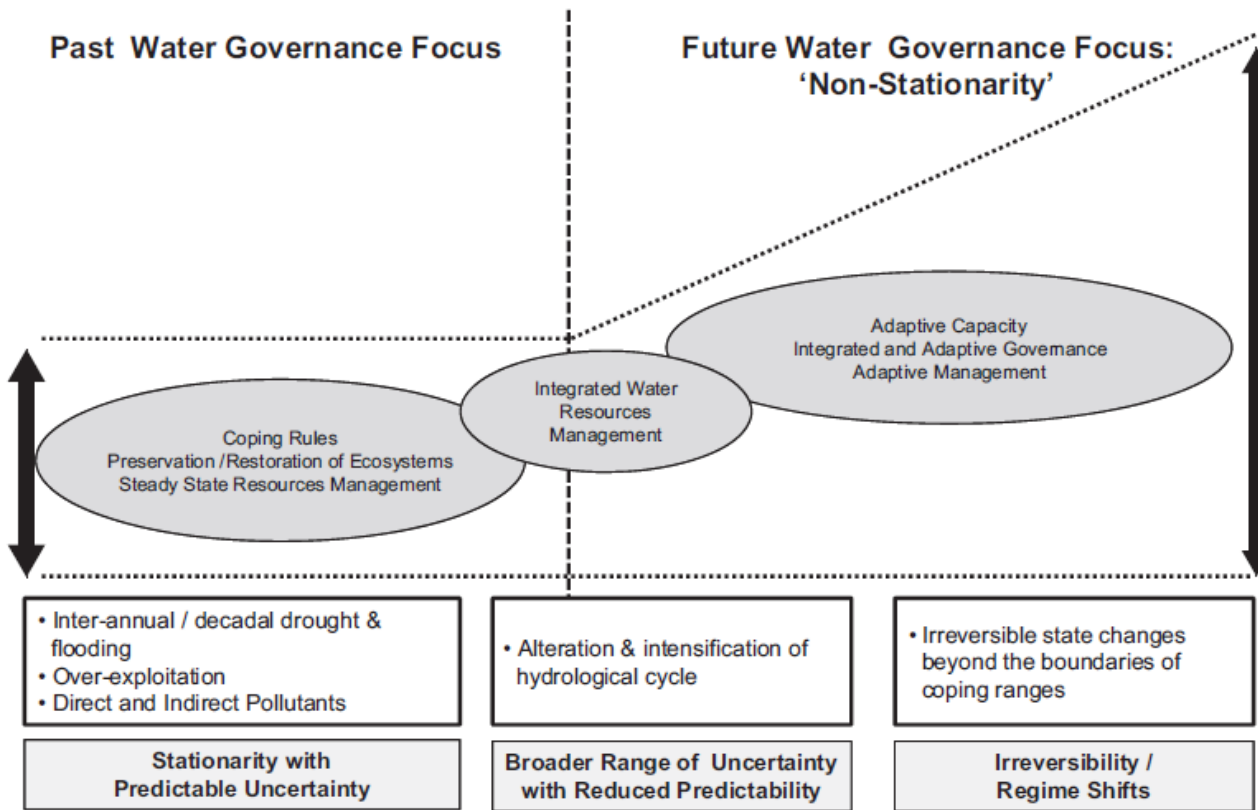 Past Water Governance Focus
Future Water Governance Focus:
‘Non-Stationarity’
Adaptive Capacity
Integrated and Adaptive Governance
Adaptive Management
Integrated Water
Resources
Management
Coping Rules
Preservation /Restoration of Ecosystems
Steady State Resources Management
• Inter-annual / decadal drought &
flooding
• Over-exploitation
• Direct and Indirect Pollutants
• Alteration & intensification of
hydrological cycle
• Irreversible state changes
beyond the boundaries of
coping ranges
Stationarity with
Predictable Uncertainty
Broader Range of Uncertainty
with Reduced Predictability
Irreversibility /
Regime Shifts